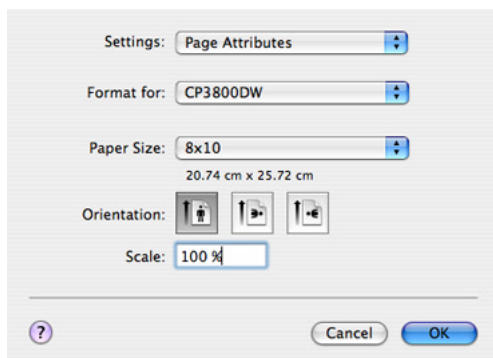 Settings: Page Attributes
Format for: CP3800DW
Paper Size: 8x10
20.74 cm x 25.72 cm
Orientation:
Scale: 100 %
? Cancel OK